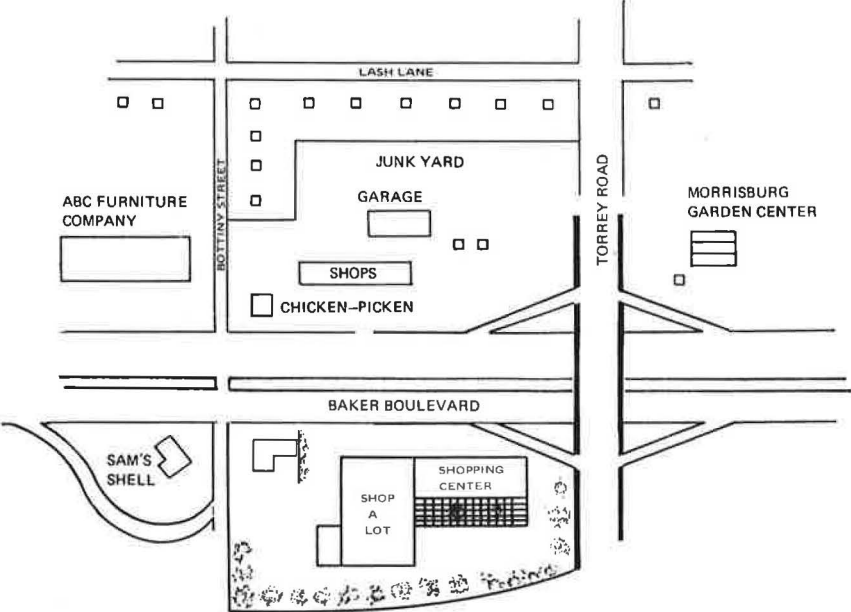 LASH LANE
JUNK YARD
BOTTINY STREET
TORREY ROAD
ABC FURNITURE
COMPANY
GARAGE
MORRISBURG
GARDEN CENTER
SHOPS
CHICKEN–PICKEN
BAKER BOULEVARD
SAM'S
SHELL
SHOP
A
LOT
SHOPPING
CENTER